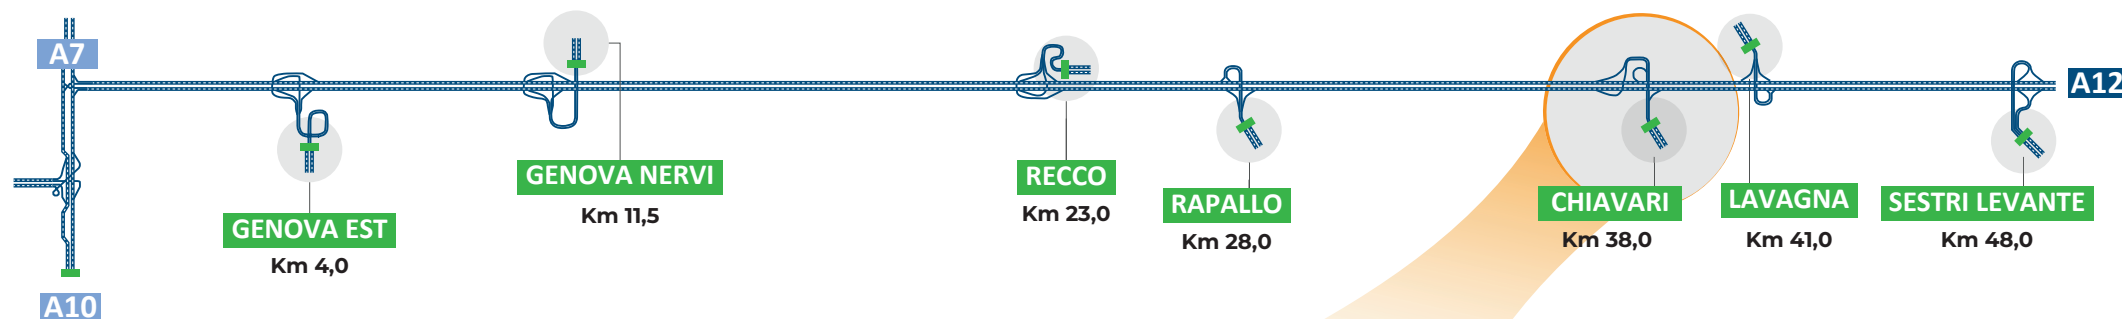 A7
A10
GENOVA EST
Km 4,0
GENOVA NERVI
Km 11,5
RECCO
Km 23,0
RAPALLO
Km 28,0
CHIAVARI
Km 38,0
LAVAGNA
Km 41,0
SESTRI LEVANTE
Km 48,0
A12